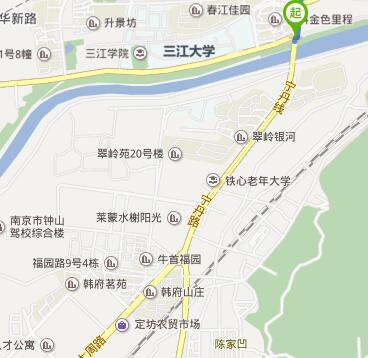 春江佳园
起
华新路
升景坊
金色里程
1号8幢
三江学院
三江大学
宁丹线
翠岭银河
翠岭苑20号楼
铁心老年大学
宁丹路
莱蒙水榭阳光
南京市钟山
驾校综合楼
牛首福园
福园路9号4栋
韩府茗苑
韩府山庄
周路
定坊农贸市场
才公寓
陈家凹